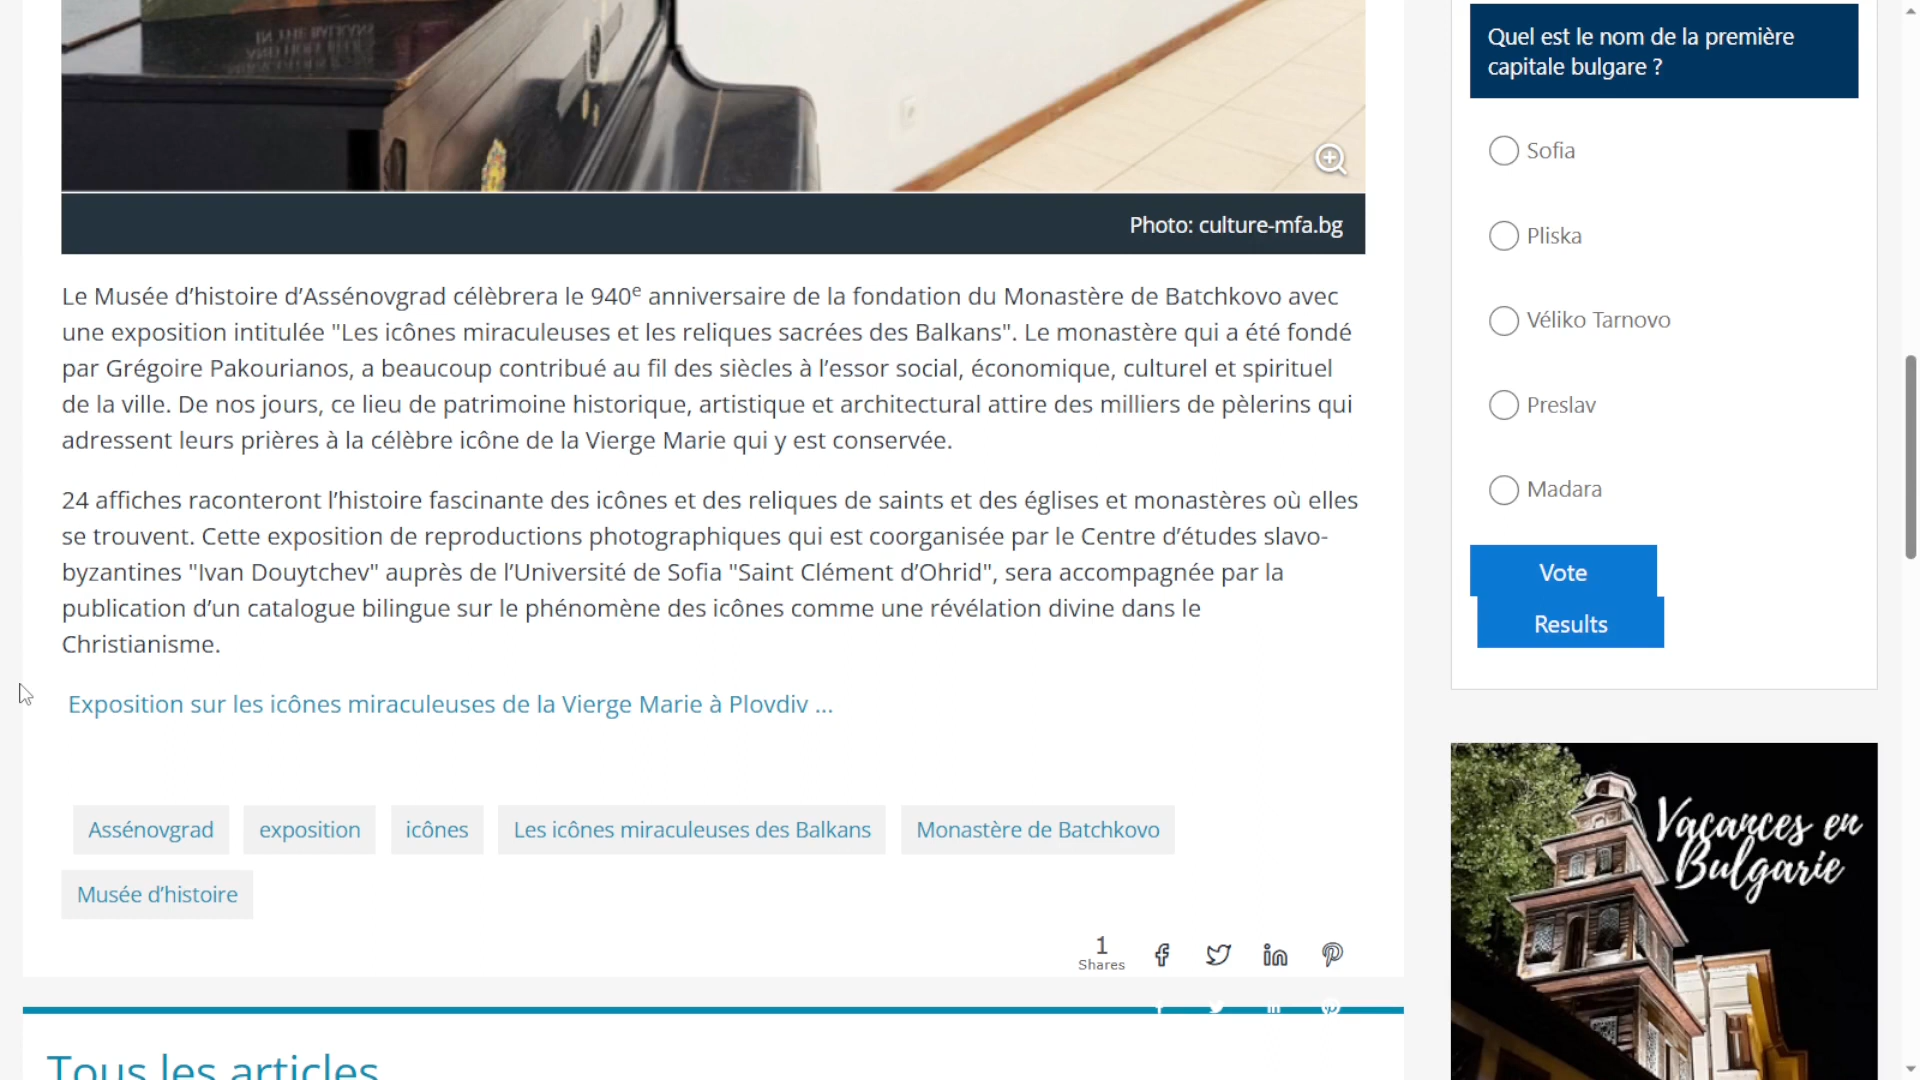 IN THE BALKANS
Photo: culture-mfa.bg
Le Musée d’histoire d’Assénovgrad célèbrera le 940ᵉ anniversaire de la fondation du Monastère de Batchkovo avec
une exposition intitulée "Les icônes miraculeuses et les reliques sacrées des Balkans". Le monastère qui a été fondé
par Grégoire Pakourianos, a beaucoup contribué au fil des siècles à l’essor social, économique, culturel et spirituel
de la ville. De nos jours, ce lieu de patrimoine historique, artistique et architectural attire des milliers de pèlerins qui
adressent leurs prières à la célèbre icône de la Vierge Marie qui y est conservée.
24 affiches raconteront l’histoire fascinante des icônes et des reliques de saints et des églises et monastères où elles
se trouvent. Cette exposition de reproductions photographiques qui est coorganisée par le Centre d’études slavo-
byzantines "Ivan Douytchev" auprès de l’Université de Sofia "Saint Clément d’Ohrid", sera accompagnée par la
publication d’un catalogue bilingue sur le phénomène des icônes comme une révélation divine dans le
Christianisme.
Exposition sur les icônes miraculeuses de la Vierge Marie à Plovdiv ...
Assénovgrad exposition icônes Les icônes miraculeuses des Balkans Monastère de Batchkovo
Musée d’histoire
1
Shares
Tous les articles
Quel est le nom de la première
capitale bulgare ?
Sofia
Pliska
Véliko Tarnovo
Preslav
Madara
Vote
Results
Vacances en
Bulgarie